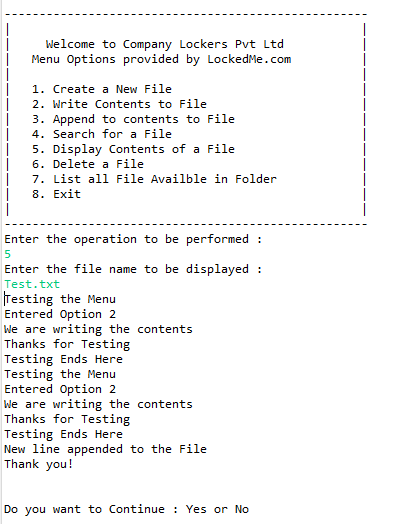 Welcome to Company Lockers Pvt Ltd
Menu Options provided by LockedMe.com
1. Create a New File
2. Write Contents to File
3. Append to contents to File
4. Search for a File
5. Display Contents of a File
6. Delete a File
7. List all File Availble in Folder
8. Exit
Enter the operation to be performed :
5
Enter the file name to be displayed :
Test.txt
Testing the Menu
Entered Option 2
We are writing the contents
Thanks for Testing
Testing Ends Here
Testing the Menu
Entered Option 2
We are writing the contents
Thanks for Testing
Testing Ends Here
New line appended to the File
Thank you!
Do you want to Continue : Yes or No